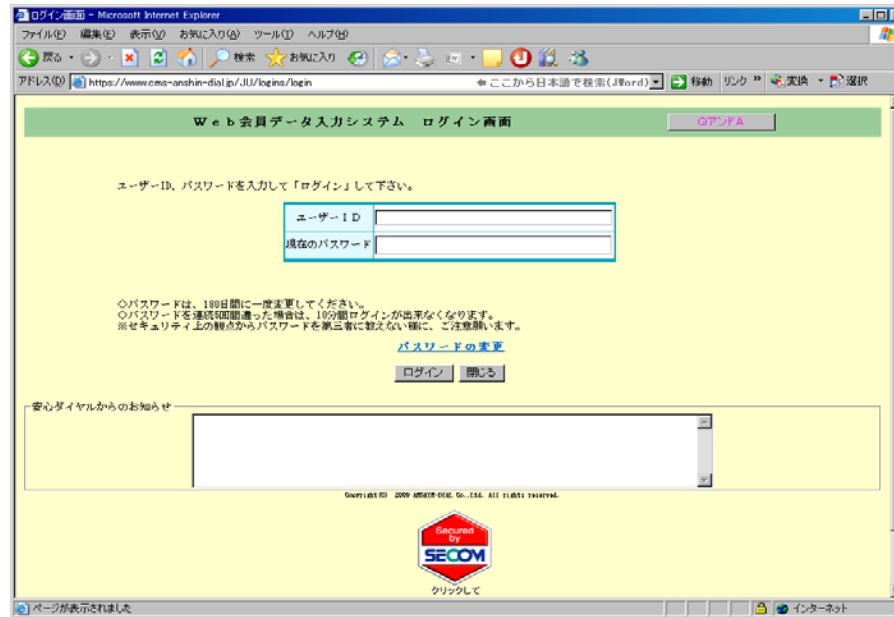 ログイン画面 - Microsoft Internet Explorer
ファイル(F) 編集(E) 表示(V) お気に入り(A) ツール(T) ヘルプ(H)
戻る 検索 お気に入り
アドレス(D) https://www.cms-anshin-dial.jp/JU/logins/login ここから日本語で検索(JWord) 移動 リンク » 変換 選択
Web会員データ入力システム ログイン画面 QアンドA
ユーザーID、パスワードを入力して「ログイン」して下さい。
ユーザーID
現在のパスワード
◇パスワードは、180日間に一度変更してください。
◇パスワードを連続5回間違った場合は、10分間ログインが出来なくなります。
※セキュリティ上の観点からパスワードを第三者に教えない様に、ご注意願います。
パスワードの変更
ログイン 閉じる
安心ダイヤルからのお知らせ
Copyright (C) 2009 ANSHIN-DIAL Co.,Ltd. All rights reserved.
Secured
by
SECOM
クリックして
ページが表示されました インターネット